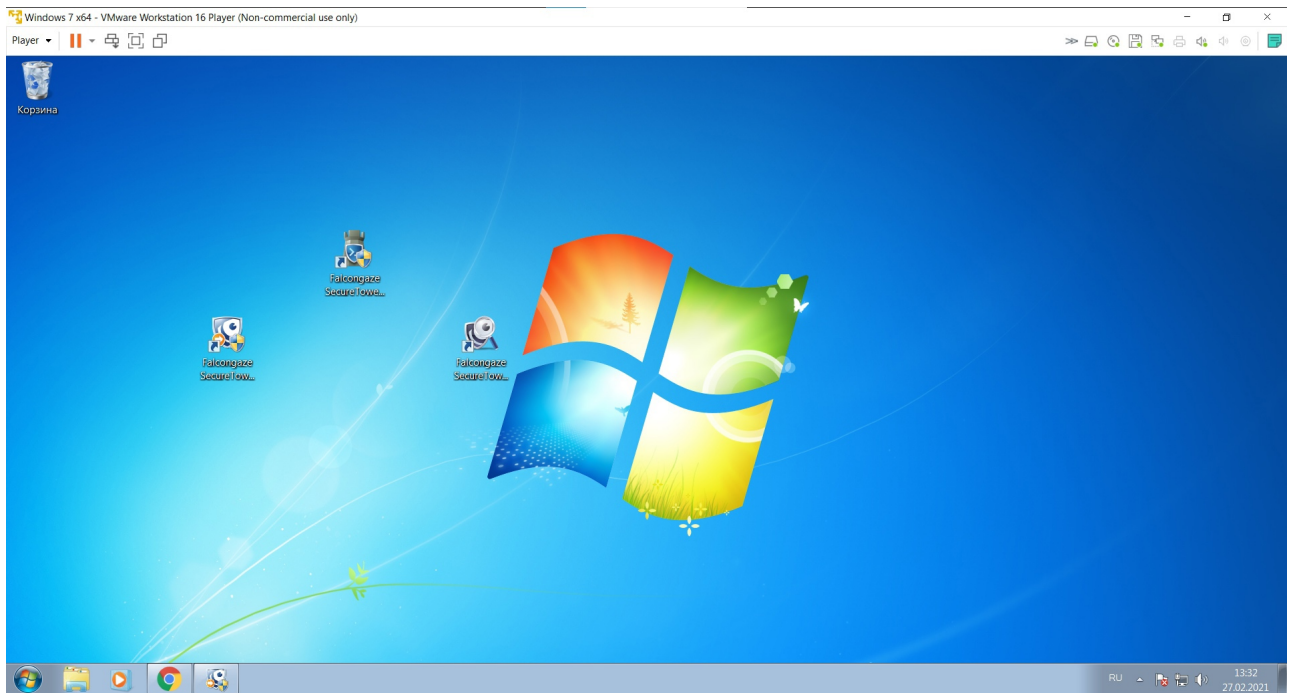 Windows 7 x64 - VMware Workstation 16 Player (Non-commercial use only)
Player
Корзина
Falcongaze
SecureTowe...
Falcongaze
SecureTow...
Falcongaze
SecureTow...
RU
13:32
27.02.2021